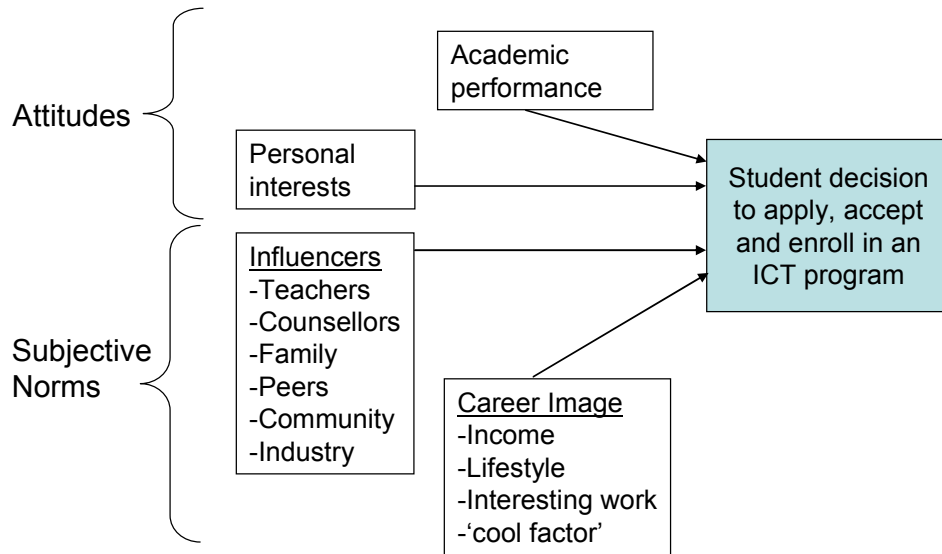 Attitudes
Academic
performance
Personal
interests
Student decision
to apply, accept
and enroll in an
ICT program
Subjective
Norms
Influencers
-Teachers
-Counsellors
-Family
-Peers
-Community
-Industry
Career Image
-Income
-Lifestyle
-Interesting work
-‘cool factor’